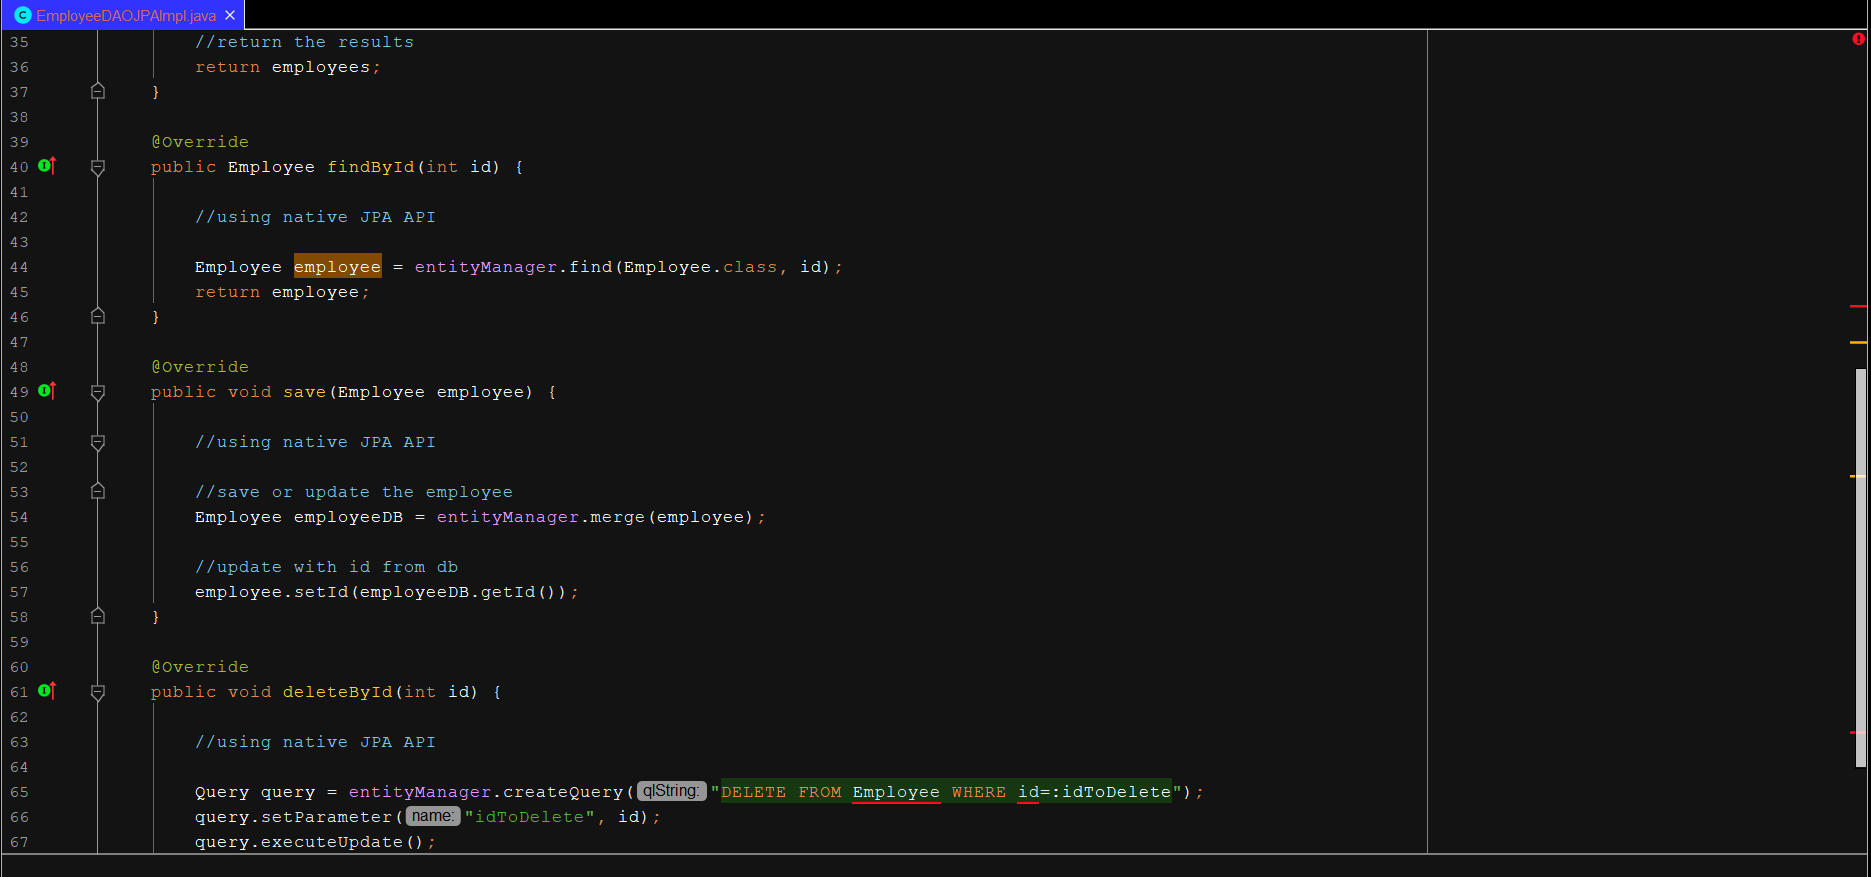 C EmployeeDAOJPAImpl.java ×
35 //return the results
36 return employees;
37 }
38
39 @Override
40 public Employee findById(int id) {
41
42 //using native JPA API
43
44 Employee employee = entityManager.find(Employee.class, id);
45 return employee;
46 }
47
48 @Override
49 public void save(Employee employee) {
50
51 //using native JPA API
52
53 //save or update the employee
54 Employee employeeDB = entityManager.merge(employee);
55
56 //update with id from db
57 employee.setId(employeeDB.getId());
58 }
59
60 @Override
61 public void deleteById(int id) {
62
63 //using native JPA API
64
65 Query query = entityManager.createQuery( qlString: "DELETE FROM Employee WHERE id=:idToDelete");
66 query.setParameter( name: "idToDelete", id);
67 query.executeUpdate();